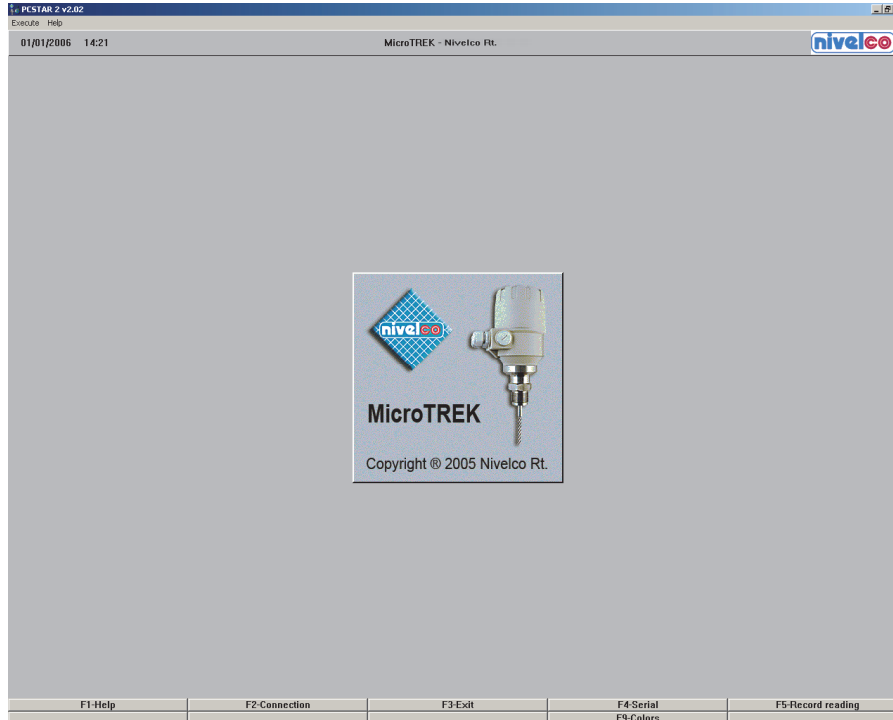 PCSTAR 2 v2.02
Execute Help
01/01/2006 14:21 MicroTREK - Nivelco Rt. nivelco
nivelco
MicroTREK
Copyright ® 2005 Nivelco Rt.
F1-Help F2-Connection F3-Exit F4-Serial F5-Record reading
F9-Colors